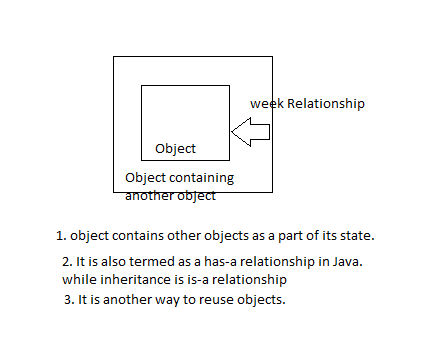 week Relationship
Object
Object containing
another object
1. object contains other objects as a part of its state.
2. It is also termed as a has-a relationship in Java.
while inheritance is is-a relationship
3. It is another way to reuse objects.